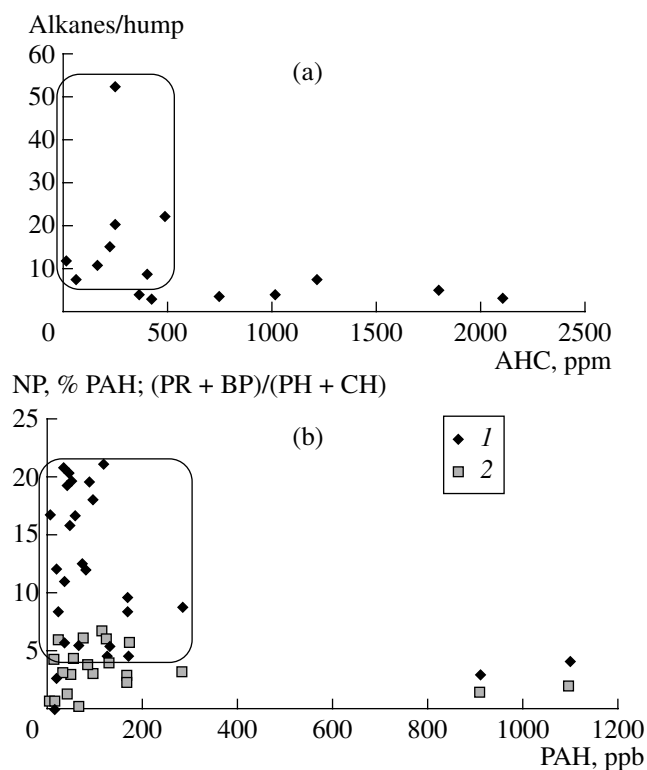 Alkanes/hump
60
(a)
50
40
30
20
10
0 500 1000 1500 2000 2500
AHC, ppm
NP, % PAH; (PR + BP)/(PH + CH)
25
(b)
1
2
20
15
10
5
0 200 400 600 800 1000 1200
PAH, ppb